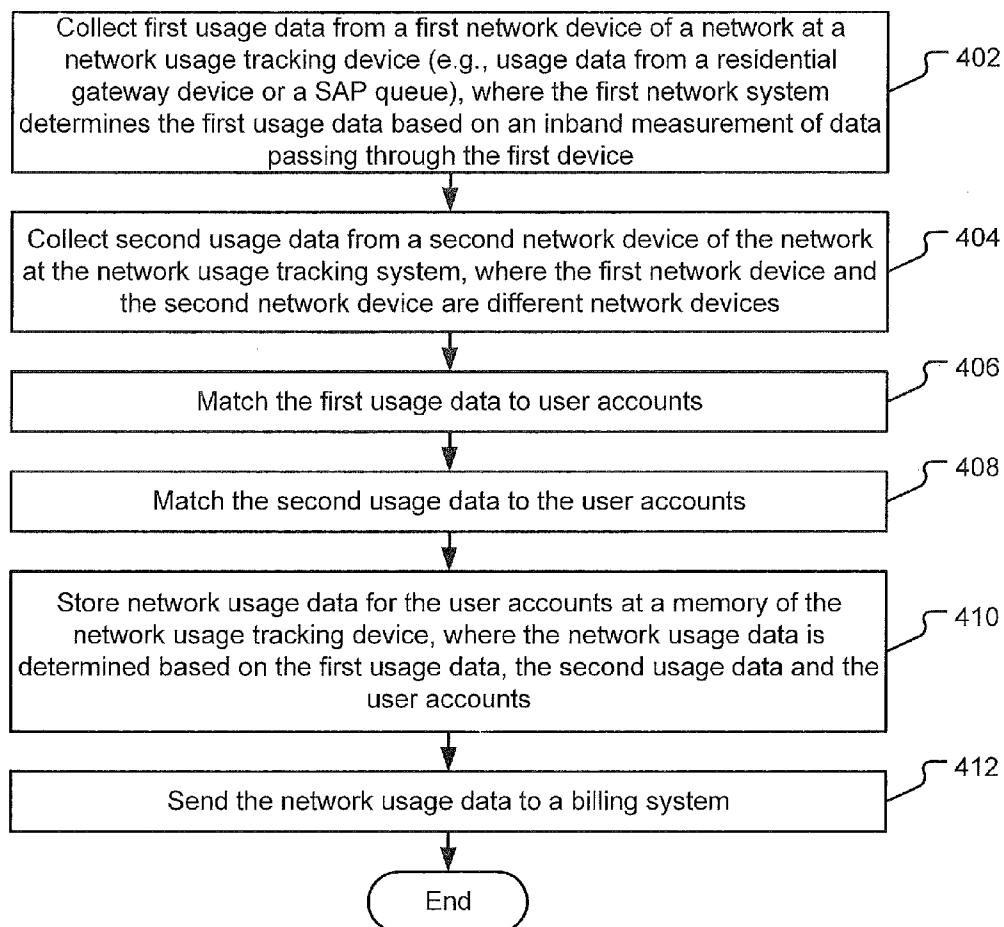 Collect first usage data from a first network device of a network at a
network usage tracking device (e.g., usage data from a residential
gateway device or a SAP queue), where the first network system
determines the first usage data based on an inband measurement of data
passing through the first device
402
Collect second usage data from a second network device of the network
at the network usage tracking system, where the first network device and
the second network device are different network devices
404
Match the first usage data to user accounts
406
Match the second usage data to the user accounts
408
Store network usage data for the user accounts at a memory of the
network usage tracking device, where the network usage data is
determined based on the first usage data, the second usage data and the
user accounts
410
Send the network usage data to a billing system
412
End